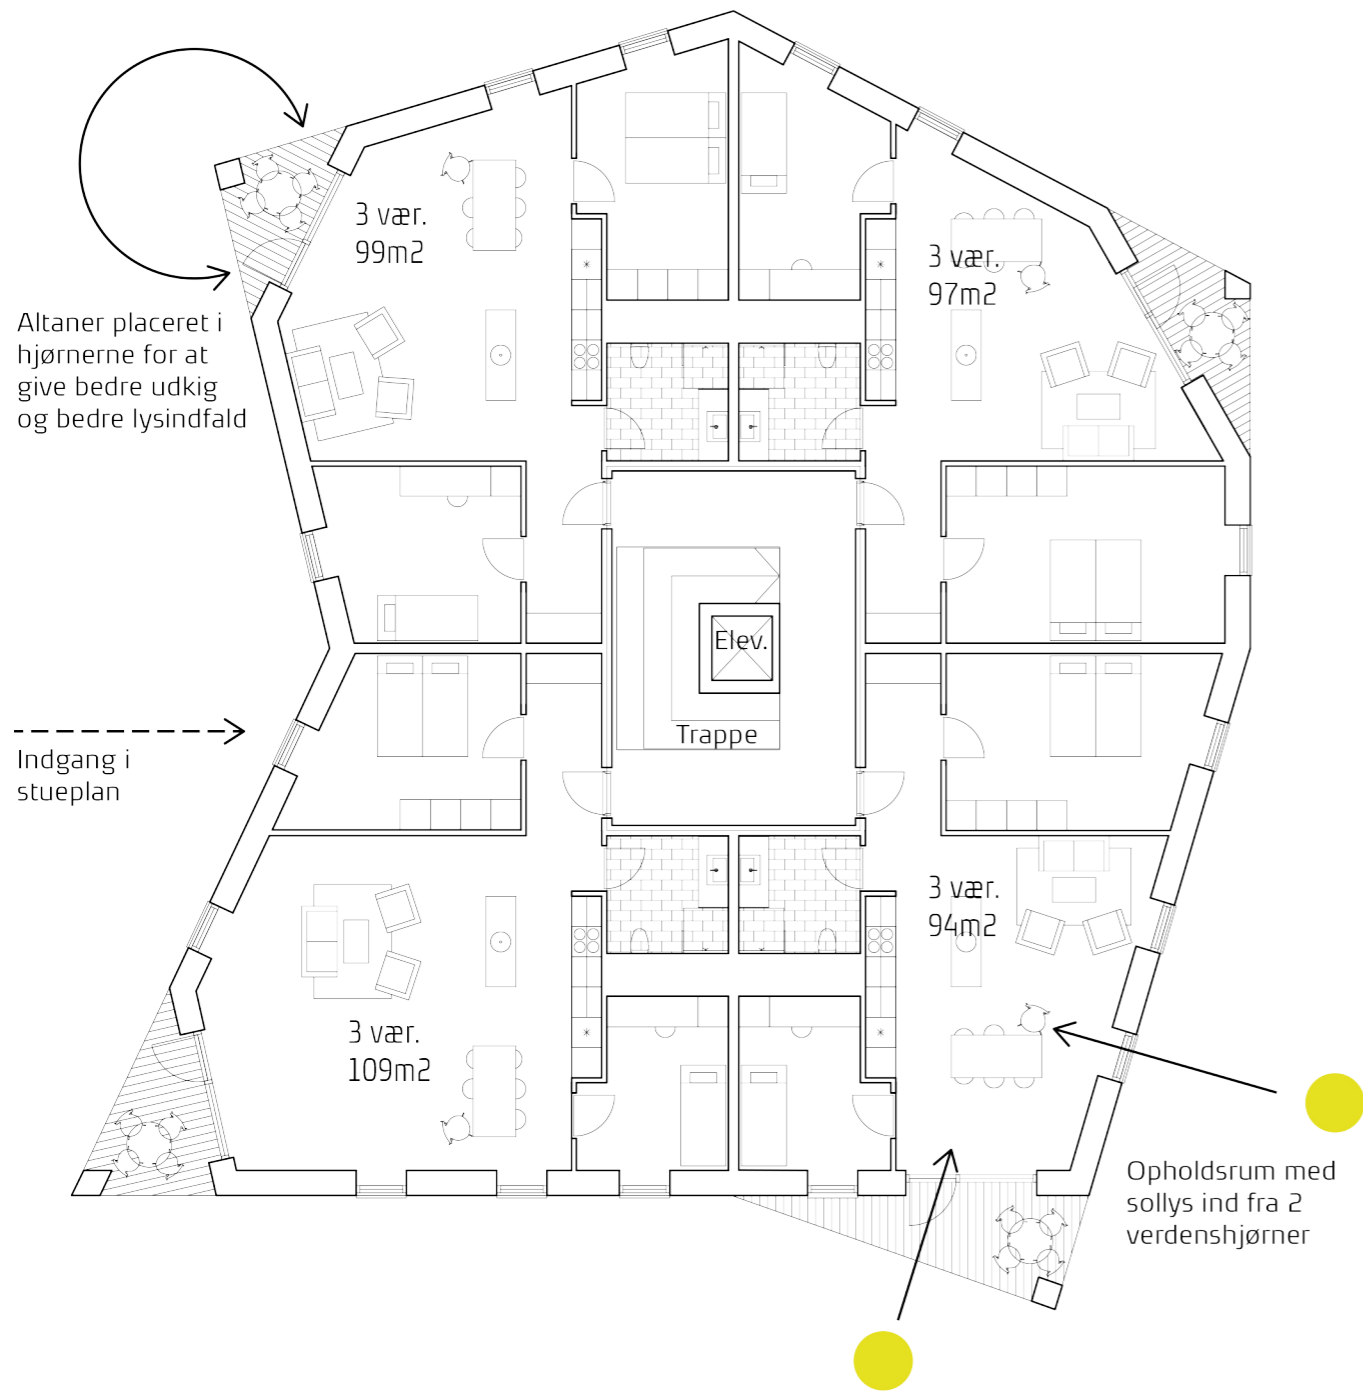 3 vær.
99m2
3 vær.
97m2
Altaner placeret i
hjørnerne for at
give bedre udkig
og bedre lysindfald
Elev.
Trappe
Indgang i
stueplan
3 vær.
94m2
3 vær.
109m2
Opholdsrum med
sollys ind fra 2
verdenshjørner